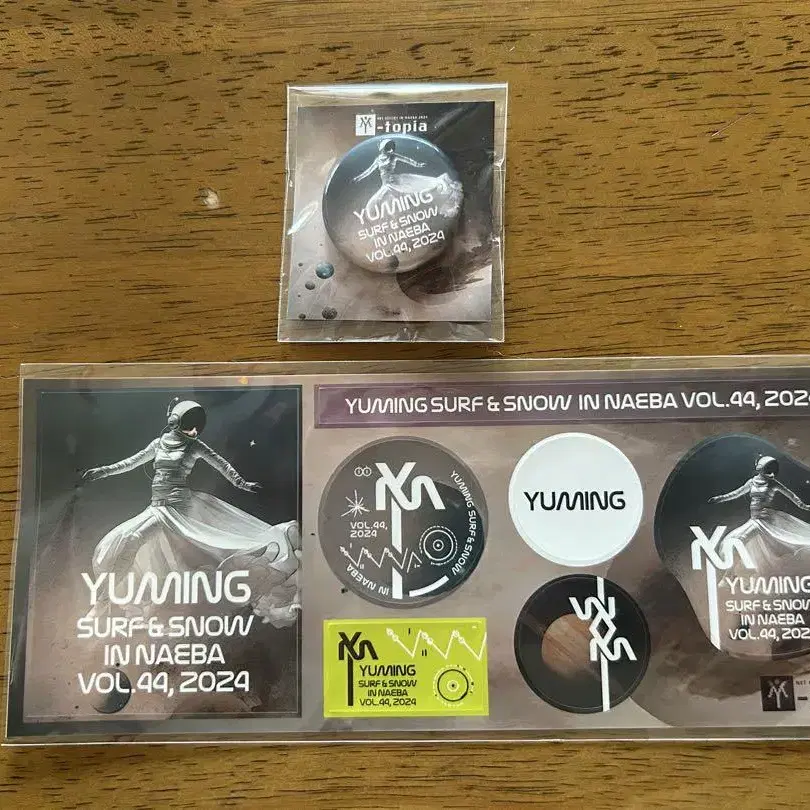 -topia
YUMING
SURF & SNOW
IN NAEBA
VOL.44, 2024
YUMING SURF & SNOW IN NAEBA VOL.44, 202
YUMING
SURF & SNOW
IN NAEBA
VOL.44, 2024
VOL.44,
2024
YUMING SURF & SNOW
IN NAEBA
YUMING
YUMING
SURF & SNOW
IN NAEBA
VOL.44, 2024
YUMING
SURF & SNOW
IN NAEBA
VOL.44, 202